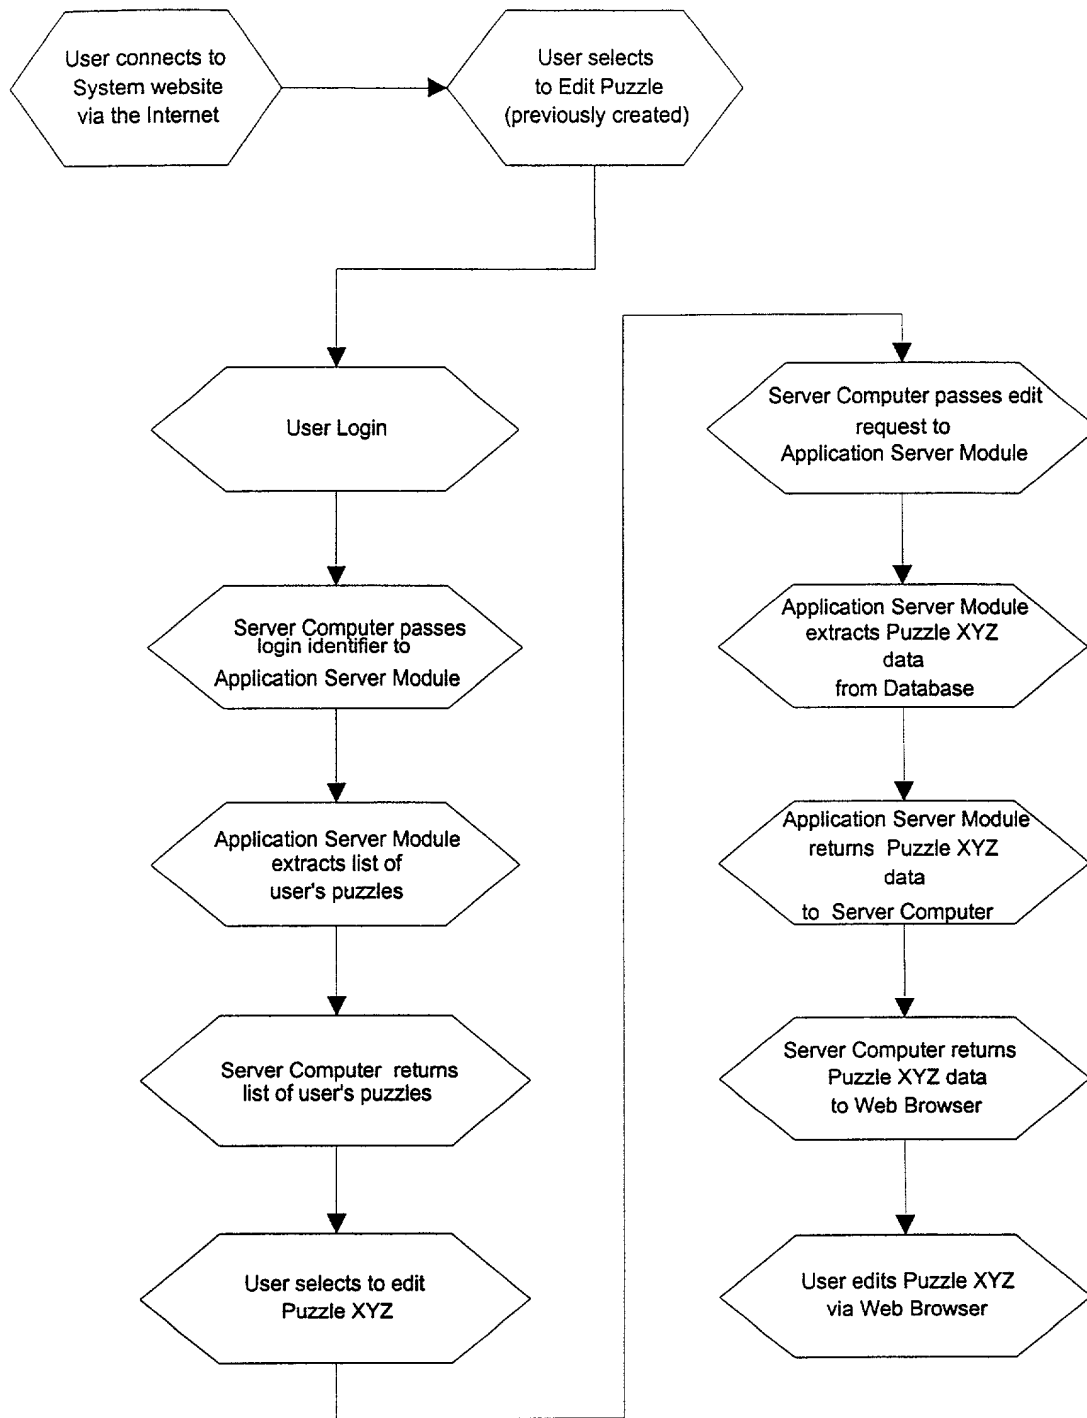 User connects to
System website
via the Internet
User selects
to Edit Puzzle
(previously created)
User Login
Server Computer passes
login identifier to
Application Server Module
Application Server Module
extracts list of
user's puzzles
Server Computer returns
list of user's puzzles
User selects to edit
Puzzle XYZ
Server Computer passes edit
request to
Application Server Module
Application Server Module
extracts Puzzle XYZ
data
from Database
Application Server Module
returns Puzzle XYZ
data
to Server Computer
Server Computer returns
Puzzle XYZ data
to Web Browser
User edits Puzzle XYZ
via Web Browser